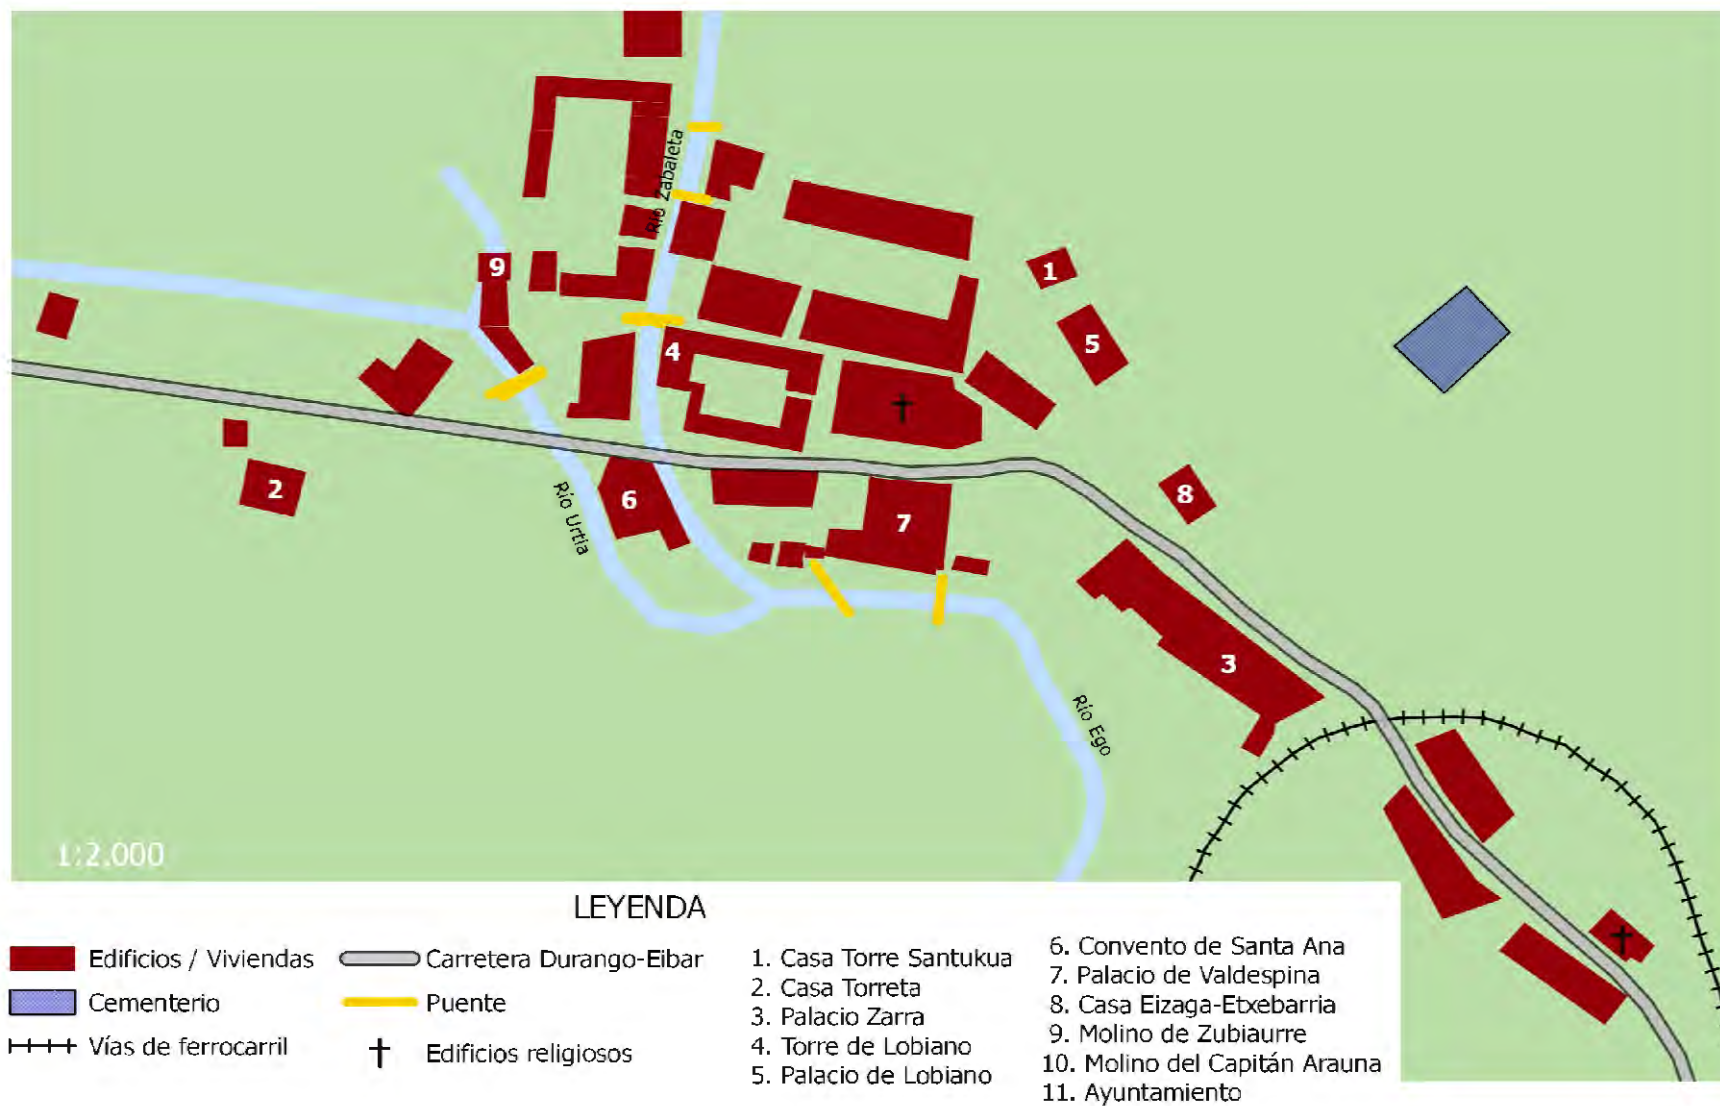 Río Zabaleta
9
1
4
5
2
6
7
8
Río Urtia
3
Río Ego
1:2.000
LEYENDA
Edificios / Viviendas
Cementerio
Vías de ferrocarril
Carretera Durango-Eibar
Puente
Edificios religiosos
1. Casa Torre Santukua
2. Casa Torreta
3. Palacio Zarra
4. Torre de Lobiano
5. Palacio de Lobiano
6. Convento de Santa Ana
7. Palacio de Valdespina
8. Casa Eizaga-Etxebarria
9. Molino de Zubiaurre
10. Molino del Capitán Arauna
11. Ayuntamiento